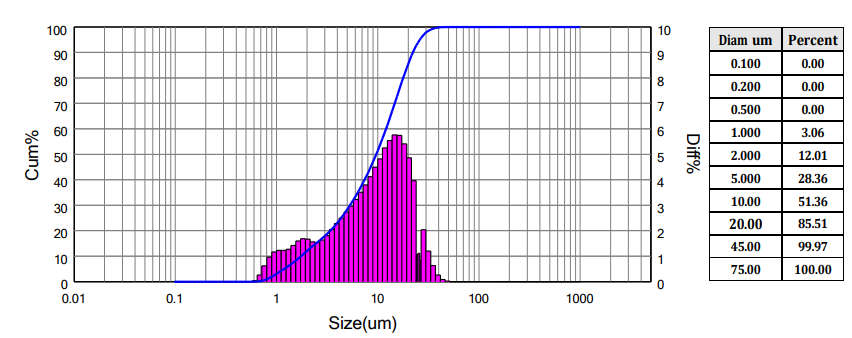 100 90 80 70 60 50 40 30 20 10 0
Cum%
10 9 8 7 6 5 4 3 2 1 0
Diff%
0.01 0.1 1 10 100 1000
Size(um)
Diam um Percent
0.100 0.00
0.200 0.00
0.500 0.00
1.000 3.06
2.000 12.01
5.000 28.36
10.00 51.36
20.00 85.51
45.00 99.97
75.00 100.00